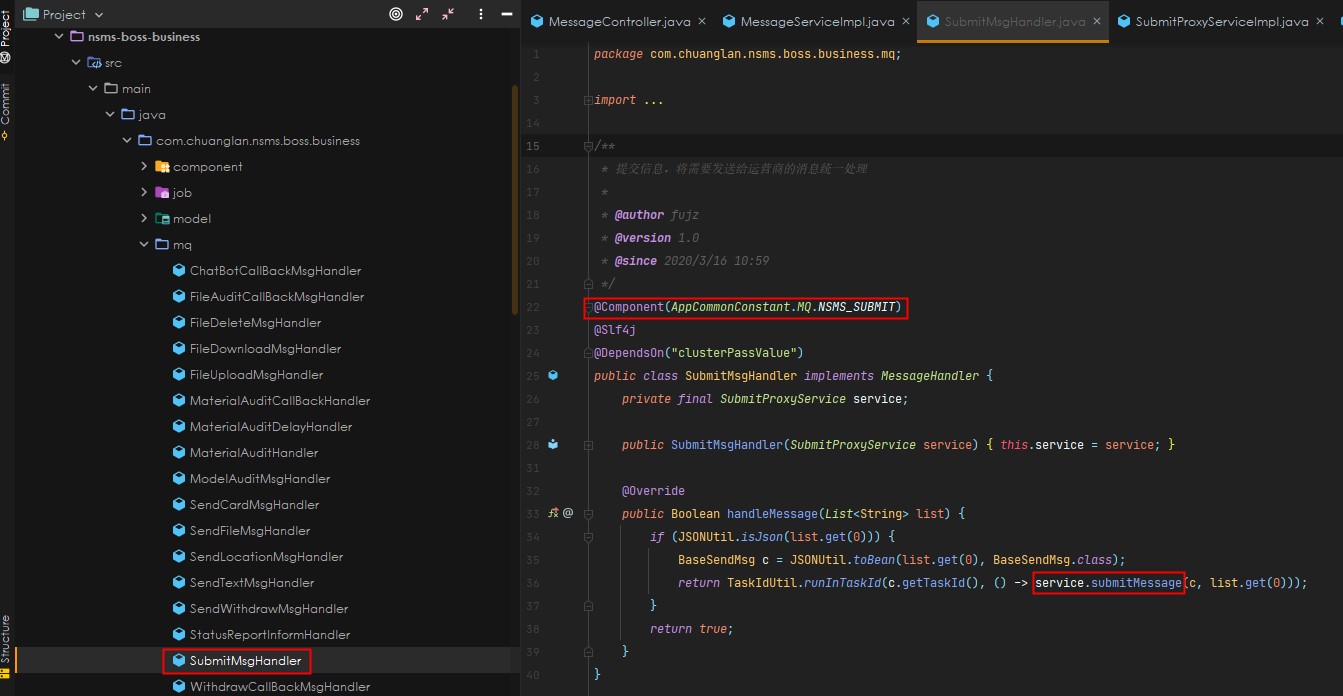 Project
Project
Commit
Structure
nsms-boss-business
src
main
java
com.chuanglan.nsms.boss.business
component
job
model
mq
ChatBotCallBackMsgHandler
FileAuditCallBackMsgHandler
FileDeleteMsgHandler
FileDownloadMsgHandler
FileUploadMsgHandler
MaterialAuditCallBackHandler
MaterialAuditDelayHandler
MaterialAuditHandler
ModelAuditMsgHandler
SendCardMsgHandler
SendFileMsgHandler
SendLocationMsgHandler
SendTextMsgHandler
SendWithdrawMsgHandler
StatusReportInformHandler
SubmitMsgHandler
WithdrawCallBackMsgHandler
MessageController.java × MessageServiceImpl.java × SubmitMsgHandler.java × SubmitProxyServiceImpl.java ×
1 package com.chuanglan.nsms.boss.business.mq;
2
3 import ...
14
15 /**
16 * 提交信息，将需要发送给运营商的消息统一处理
17 *
18 * @author fujz
19 * @version 1.0
20 * @since 2020/3/16 10:59
21 */
22 @Component(AppCommonConstant.MQ.NSMS_SUBMIT)
23 @Slf4j
24 @DependsOn("clusterPassValue")
25 public class SubmitMsgHandler implements MessageHandler {
26 private final SubmitProxyService service;
27
28 public SubmitMsgHandler(SubmitProxyService service) { this.service = service; }
31
32 @Override
33 public Boolean handleMessage(List<String> list) {
34 if (JSONUtil.isJson(list.get(0))) {
35 BaseSendMsg c = JSONUtil.toBean(list.get(0), BaseSendMsg.class);
36 return TaskIdUtil.runInTaskId(c.getTaskId(), () -> service.submitMessage(c, list.get(0)));
37 }
38 return true;
39 }
40 }